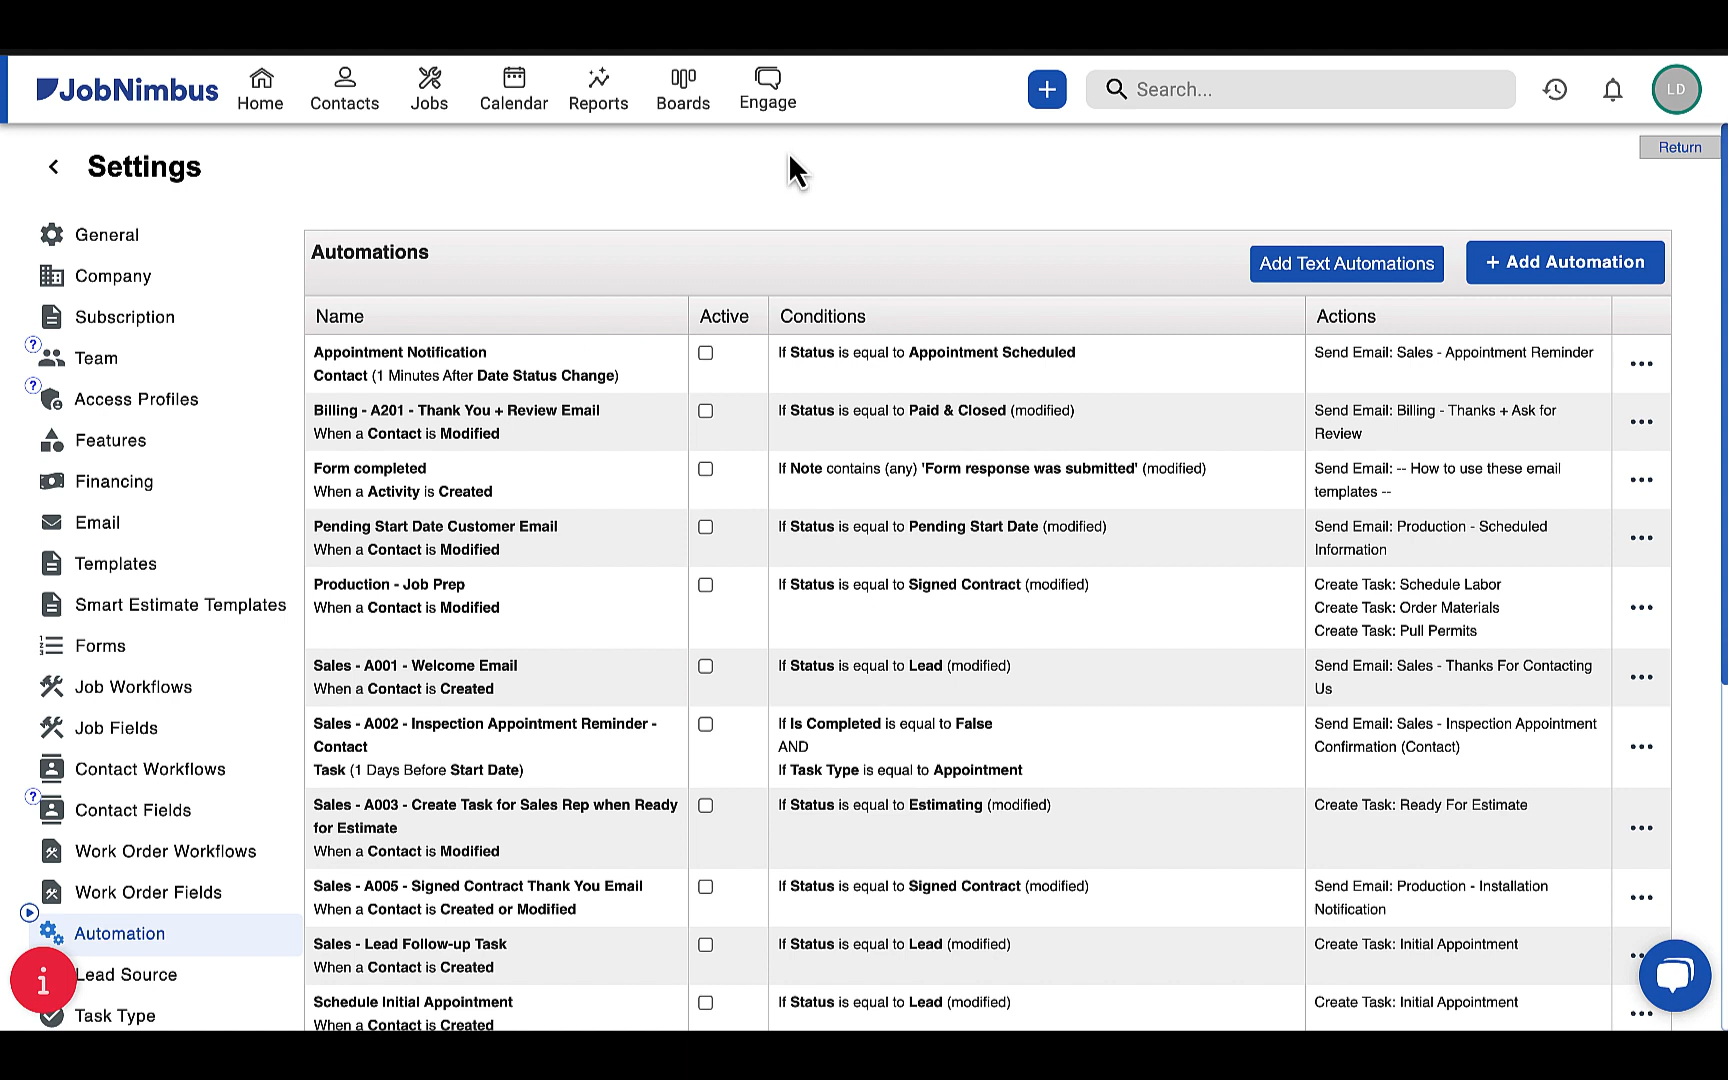 JobNimbus
Home
Contacts
Jobs
Calendar
Reports
Boards
Engage
+
Search...
LD
Return
Settings
General
Company
Subscription
?
Team
?
Access Profiles
Features
Financing
Email
Templates
Smart Estimate Templates
Forms
Job Workflows
Job Fields
Contact Workflows
?
Contact Fields
Work Order Workflows
Work Order Fields
Automation
i
Lead Source
Task Type
Automations
Add Text Automations
+ Add Automation
Name Active Conditions Actions
Appointment Notification
Contact (1 Minutes After Date Status Change)
If Status is equal to Appointment Scheduled
Send Email: Sales - Appointment Reminder
Billing - A201 - Thank You + Review Email
When a Contact is Modified
If Status is equal to Paid & Closed (modified)
Send Email: Billing - Thanks + Ask for
Review
Form completed
When a Activity is Created
If Note contains (any) 'Form response was submitted' (modified)
Send Email: -- How to use these email
templates --
Pending Start Date Customer Email
When a Contact is Modified
If Status is equal to Pending Start Date (modified)
Send Email: Production - Scheduled
Information
Production - Job Prep
When a Contact is Modified
If Status is equal to Signed Contract (modified)
Create Task: Schedule Labor
Create Task: Order Materials
Create Task: Pull Permits
Sales - A001 - Welcome Email
When a Contact is Created
If Status is equal to Lead (modified)
Send Email: Sales - Thanks For Contacting
Us
Sales - A002 - Inspection Appointment Reminder -
Contact
Task (1 Days Before Start Date)
If Is Completed is equal to False
AND
If Task Type is equal to Appointment
Send Email: Sales - Inspection Appointment
Confirmation (Contact)
Sales - A003 - Create Task for Sales Rep when Ready
for Estimate
When a Contact is Modified
If Status is equal to Estimating (modified)
Create Task: Ready For Estimate
Sales - A005 - Signed Contract Thank You Email
When a Contact is Created or Modified
If Status is equal to Signed Contract (modified)
Send Email: Production - Installation
Notification
Sales - Lead Follow-up Task
When a Contact is Created
If Status is equal to Lead (modified)
Create Task: Initial Appointment
Schedule Initial Appointment
When a Contact is Created
If Status is equal to Lead (modified)
Create Task: Initial Appointment